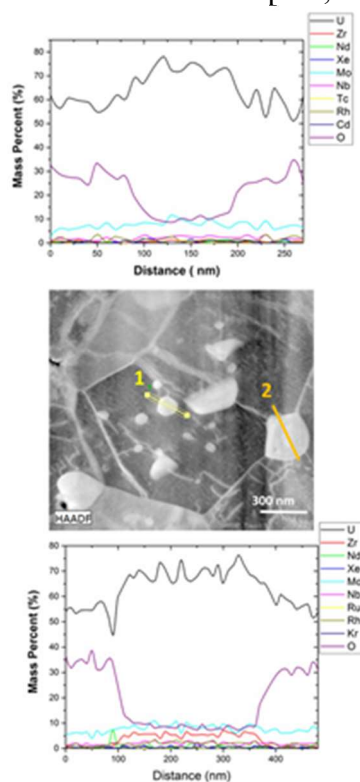 U
Zr
Nd
Xe
Mo
Nb
Tc
Rh
Cd
O
Mass Percent (%)
80
70
60
50
40
30
20
10
0
0 50 100 150 200 250
Distance ( nm)
1
2
300 nm
HAADF
U
Zr
Nd
Xe
Mo
Nb
Ru
Rh
Kr
O
Mass Percent (%)
80
70
60
50
40
30
20
10
0
0 100 200 300 400
Distance (nm)